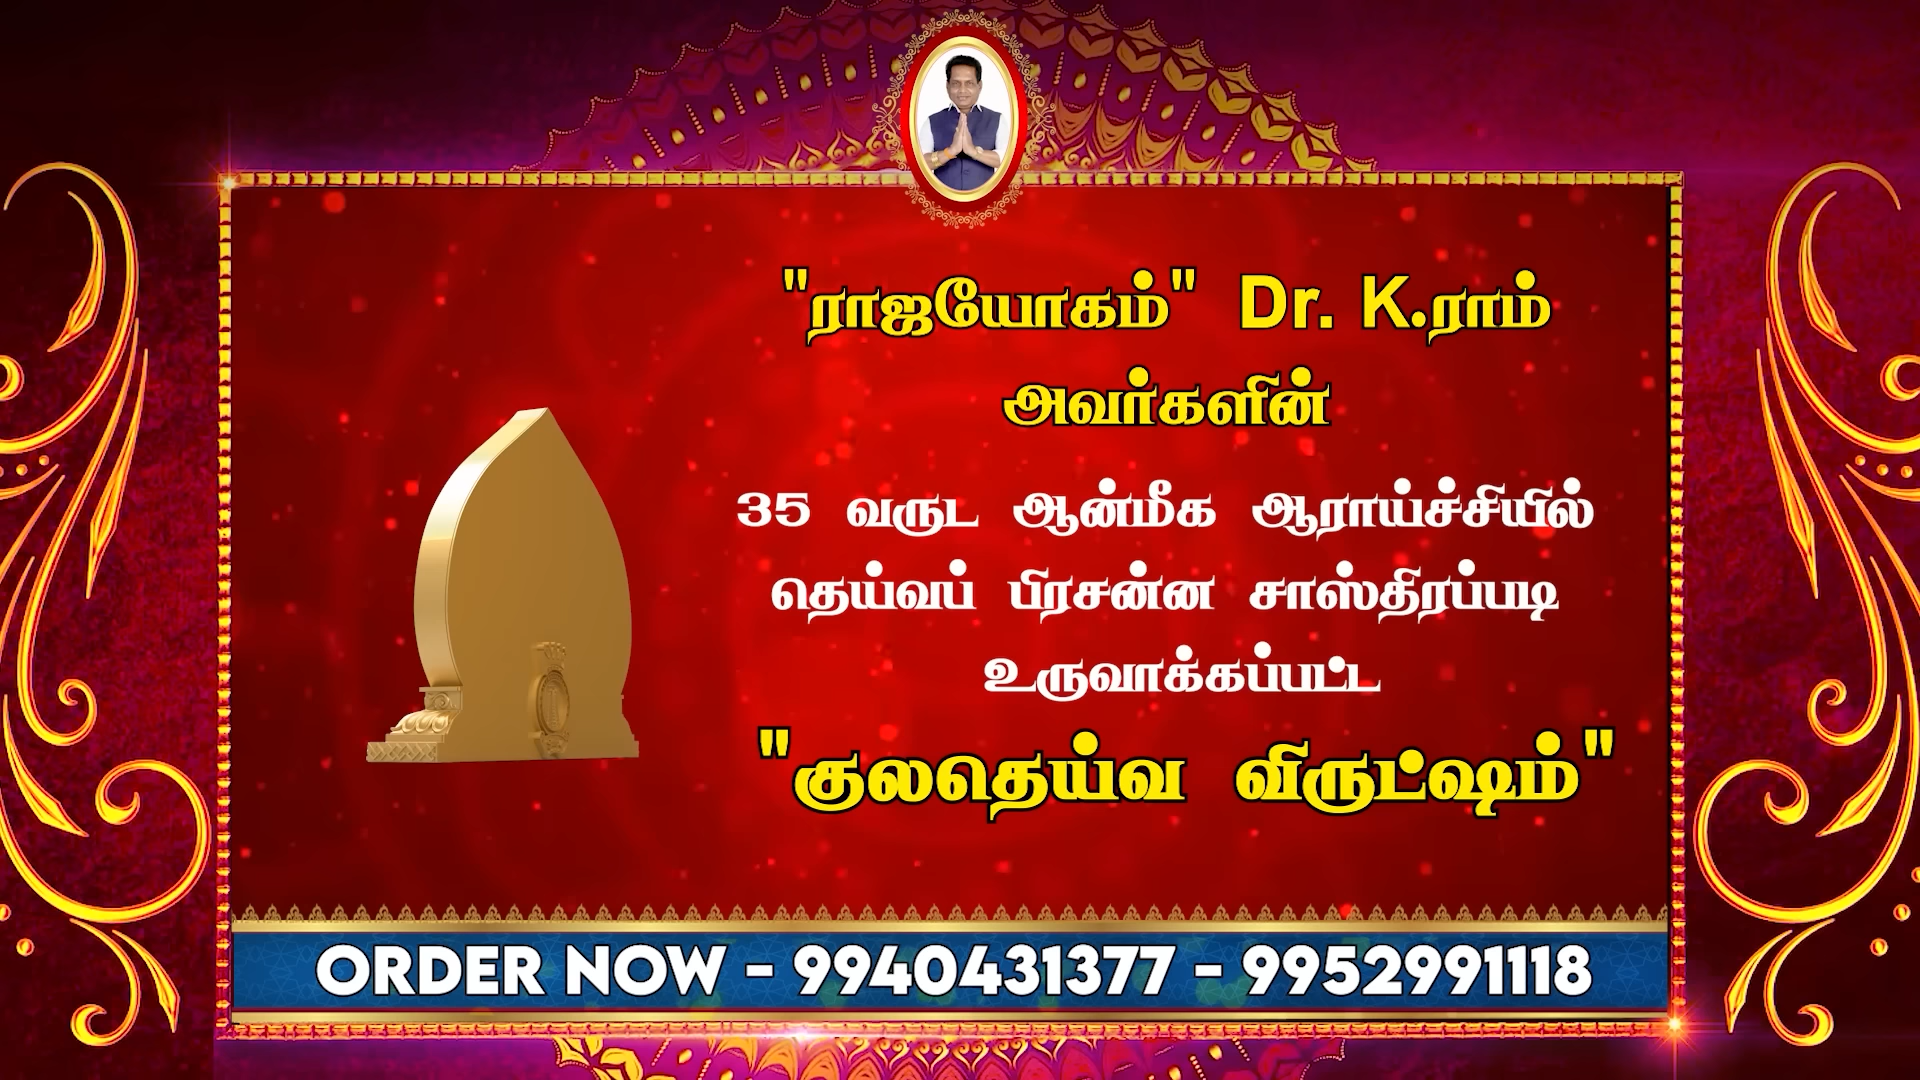 "ராஜயோகம்" Dr. K.ராம்
அவர்களின்
35 வருட ஆன்மீக ஆராய்ச்சியில்
தெய்வப் பிரசன்ன சாஸ்திரப்படி
உருவாக்கப்பட்ட
"குலதெய்வ விருட்ஷம்"
ORDER NOW - 9940431377 - 9952991118